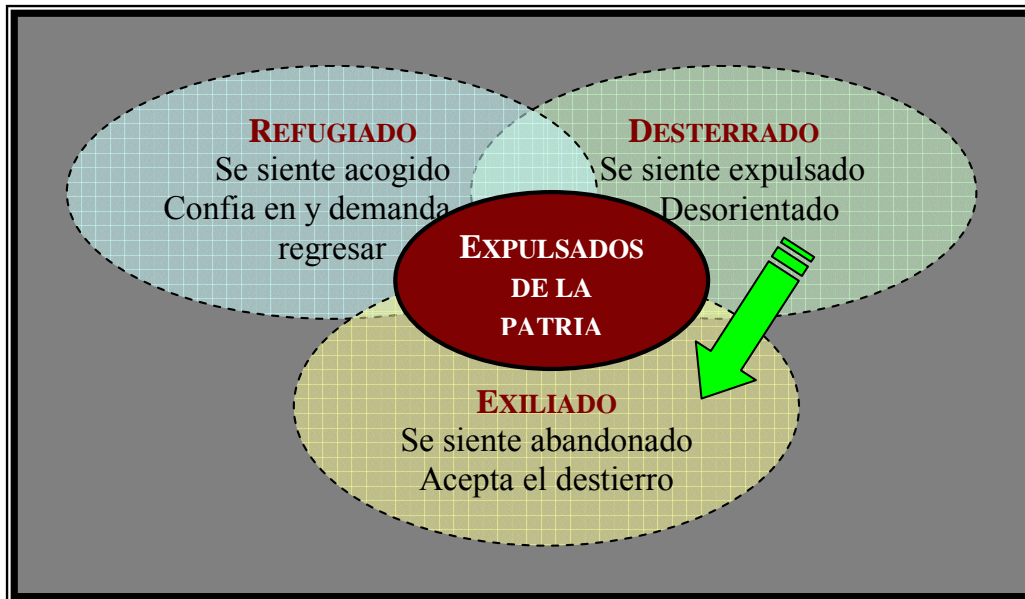 REFUGIADO
Se siente acogido
Confia en y demanda
regresar
DESTERRADO
Se siente expulsado
Desorientado
EXPULSADOS
DE LA
PATRIA
EXILIADO
Se siente abandonado
Acepta el destierro